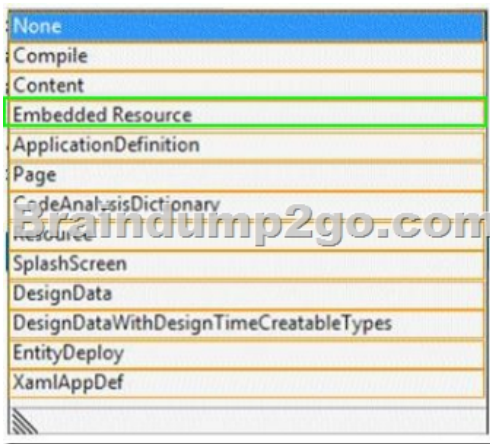 None
Compile
Content
Embedded Resource
ApplicationDefinition
Page
CodeAnalysisDictionary
Braindump2go.com
Resource
SplashScreen
DesignData
DesignDataWithDesignTimeCreatableTypes
EntityDeploy
XamlAppDef